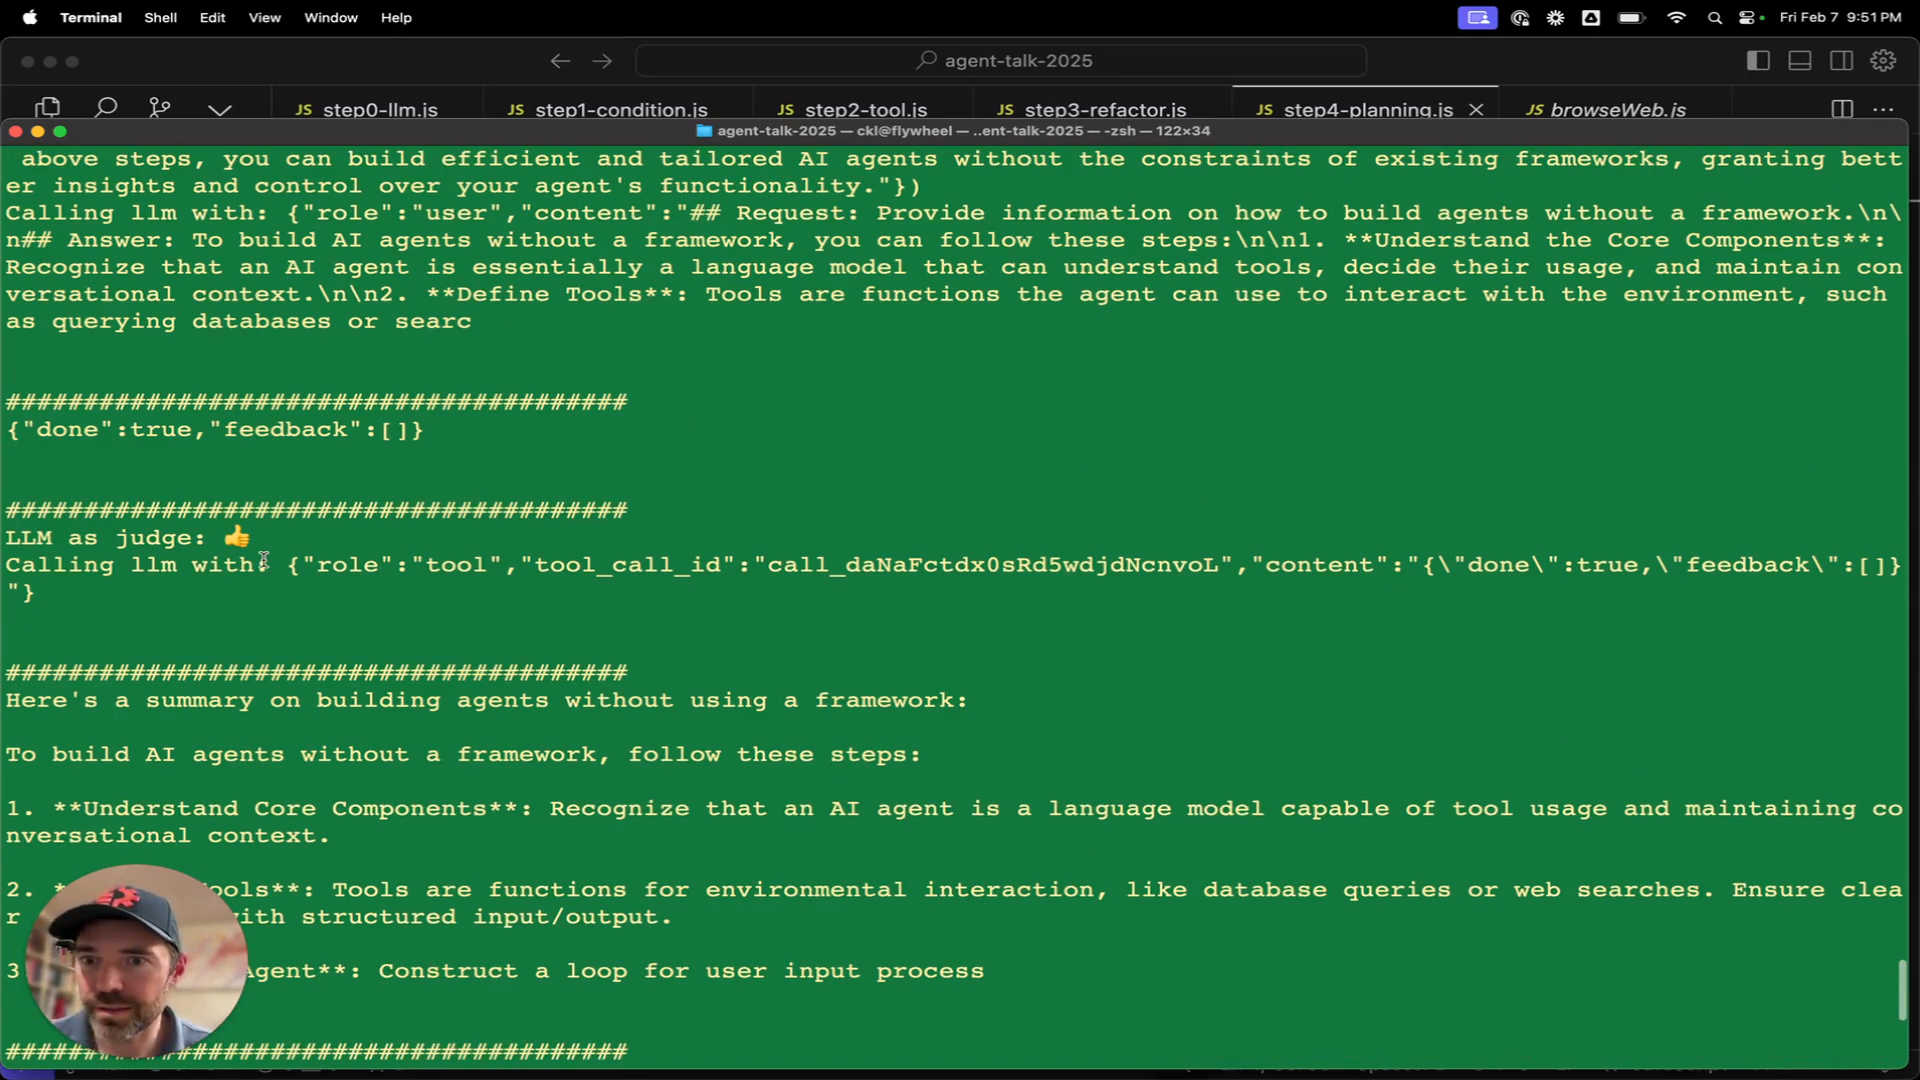 Terminal Shell Edit View Window Help Fri Feb 7 9:51 PM
agent-talk-2025
JS step0-llm.js JS step1-condition.js JS step2-tool.js JS step3-refactor.js JS step4-planning.js JS browseWeb.js
agent-talk-2025 — ckl@flywheel — ..ent-talk-2025 — -zsh — 122×34
above steps, you can build efficient and tailored AI agents without the constraints of existing frameworks, granting bett
er insights and control over your agent's functionality."})
Calling llm with: {"role":"user","content":"## Request: Provide information on how to build agents without a framework.\n\
n## Answer: To build AI agents without a framework, you can follow these steps:\n\n1. **Understand the Core Components**:
Recognize that an AI agent is essentially a language model that can understand tools, decide their usage, and maintain con
versational context.\n\n2. **Define Tools**: Tools are functions the agent can use to interact with the environment, such
as querying databases or searc
########################################
{"done":true,"feedback":[]}
########################################
LLM as judge: 👍
Calling llm with: {"role":"tool","tool_call_id":"call_daNaFctdx0sRd5wdjdNcnvoL","content":"{\"done\":true,\"feedback\":[]}
"}
########################################
Here's a summary on building agents without using a framework:
To build AI agents without a framework, follow these steps:
1. **Understand Core Components**: Recognize that an AI agent is a language model capable of tool usage and maintaining co
nversational context.
2. * ools**: Tools are functions for environmental interaction, like database queries or web searches. Ensure clea
r ith structured input/output.
3 Agent**: Construct a loop for user input process
########################################